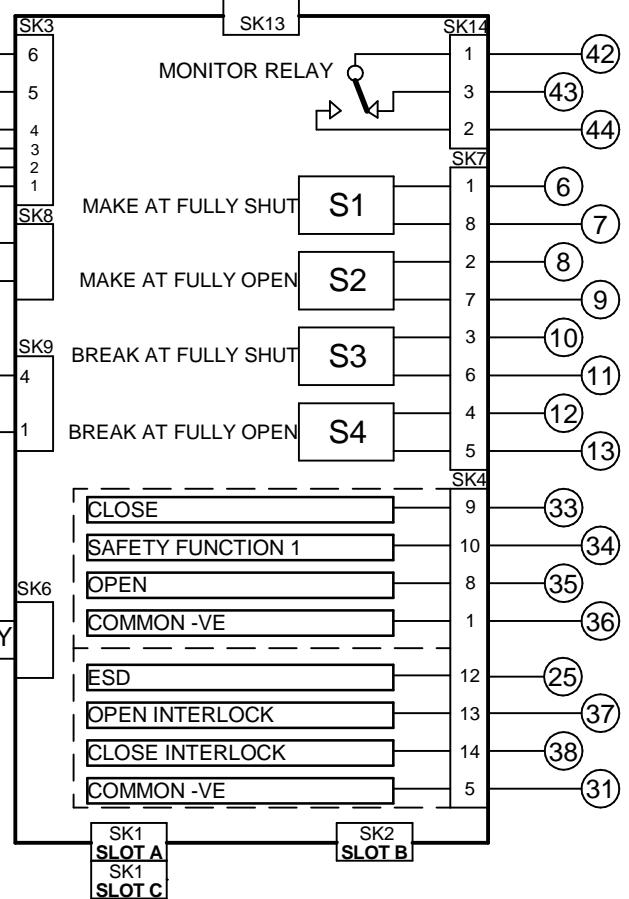 SK13
SK3
6
5
4
3
2
1
SK8
SK9
4
1
SK6
Y
MONITOR RELAY
SK14
1 42
3 43
2 44
SK7
MAKE AT FULLY SHUT S1
1 6
8 7
MAKE AT FULLY OPEN S2
2 8
7 9
BREAK AT FULLY SHUT S3
3 10
6 11
BREAK AT FULLY OPEN S4
4 12
5 13
SK4
CLOSE 9 33
SAFETY FUNCTION 1 10 34
OPEN 8 35
COMMON -VE 1 36
ESD 12 25
OPEN INTERLOCK 13 37
CLOSE INTERLOCK 14 38
COMMON -VE 5 31
SK1
SLOT A
SK1
SLOT C
SK2
SLOT B